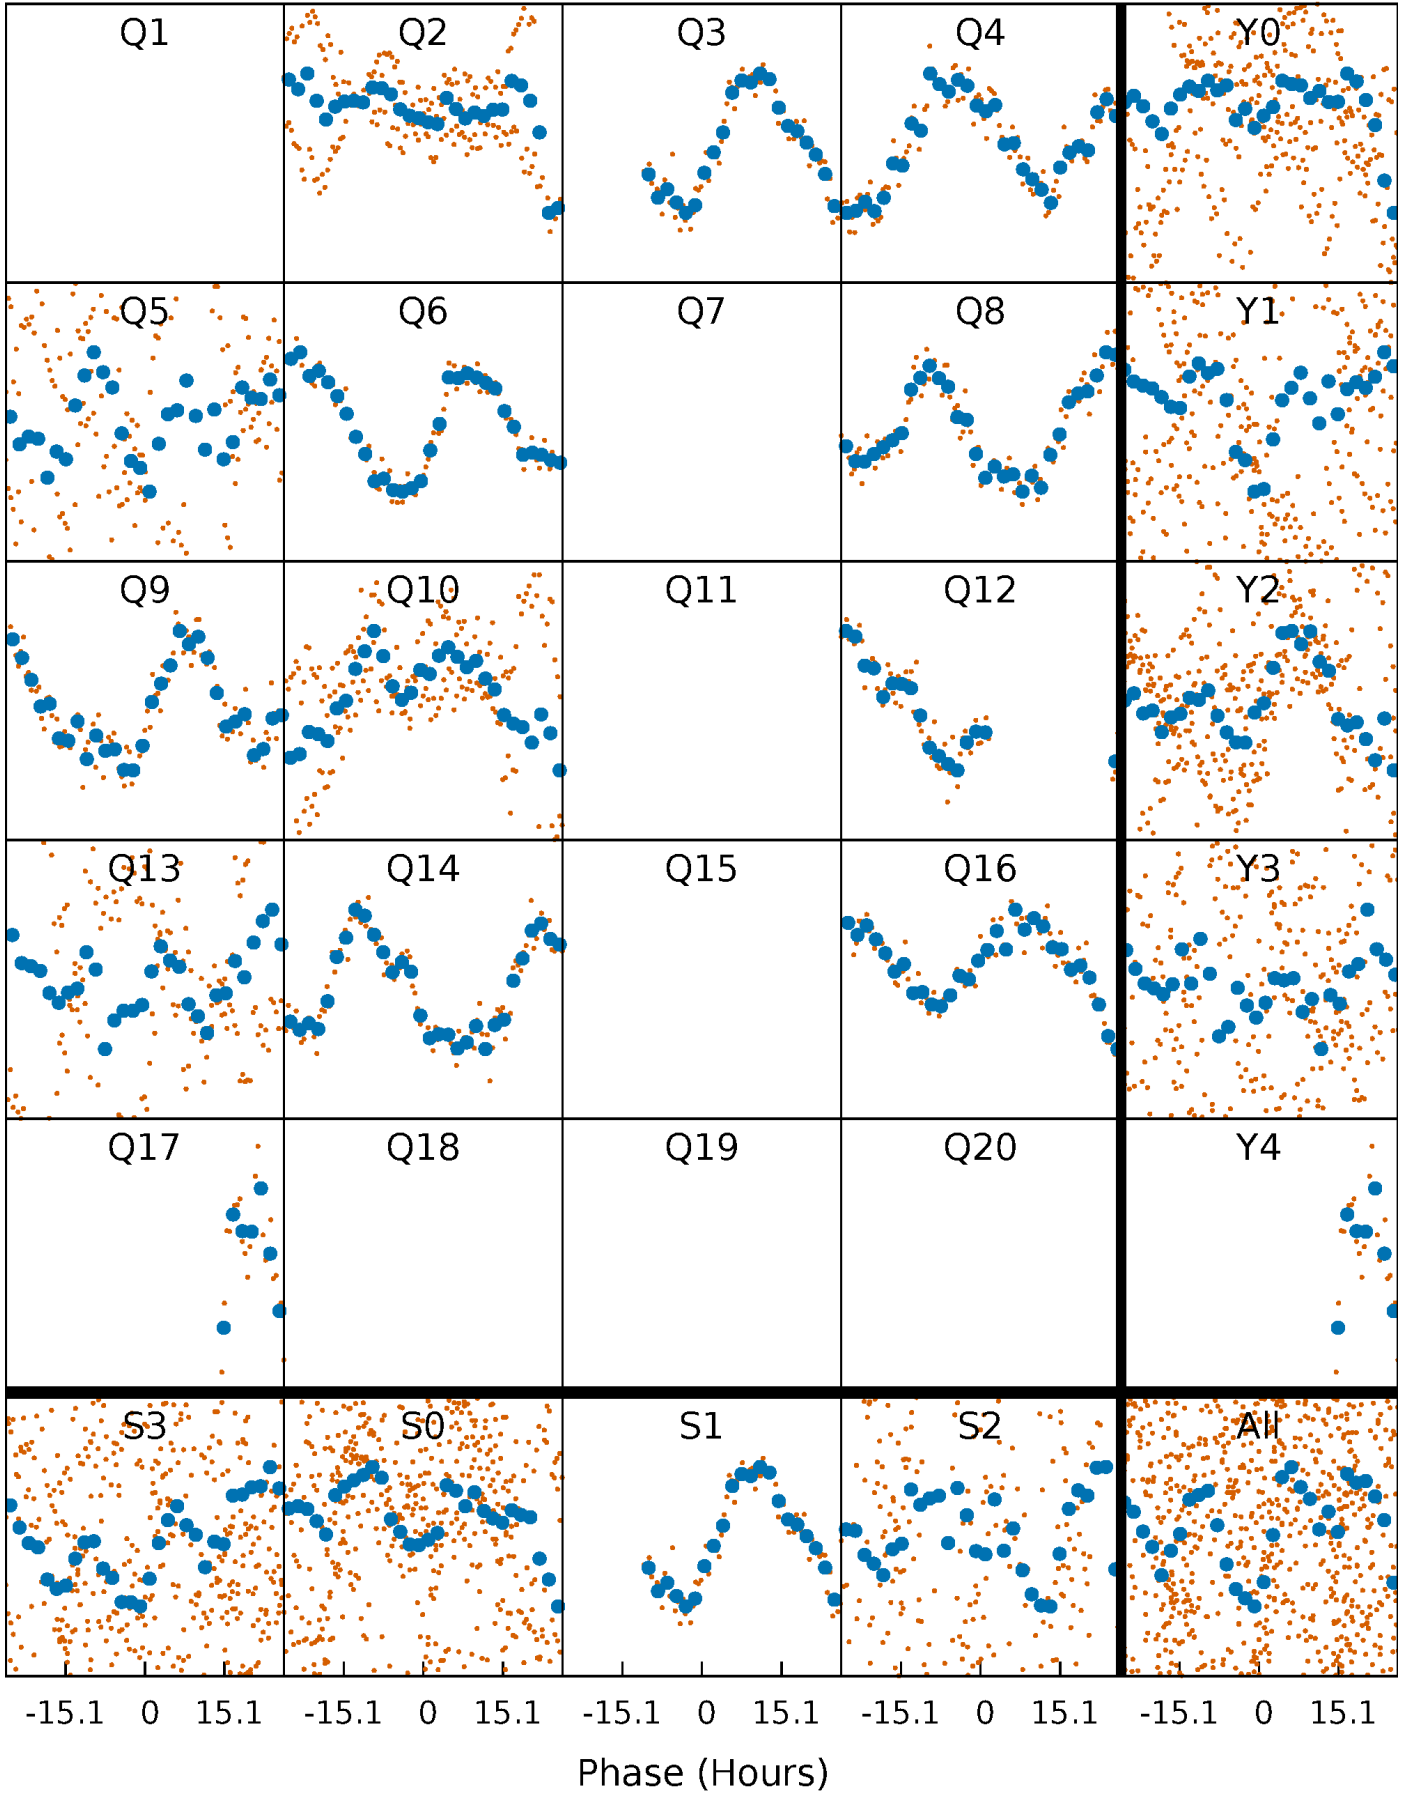 Q1 Q2 Q3 Q4 Y0
Q5 Q6 Q7 Q8 Y1
Q9 Q10 Q11 Q12 Y2
Q13 Q14 Q15 Q16 Y3
Q17 Q18 Q19 Q20 Y4
S3 S0 S1 S2 All
-15.1 0 15.1 -15.1 0 15.1 -15.1 0 15.1 -15.1 0 15.1 -15.1 0 15.1
Phase (Hours)